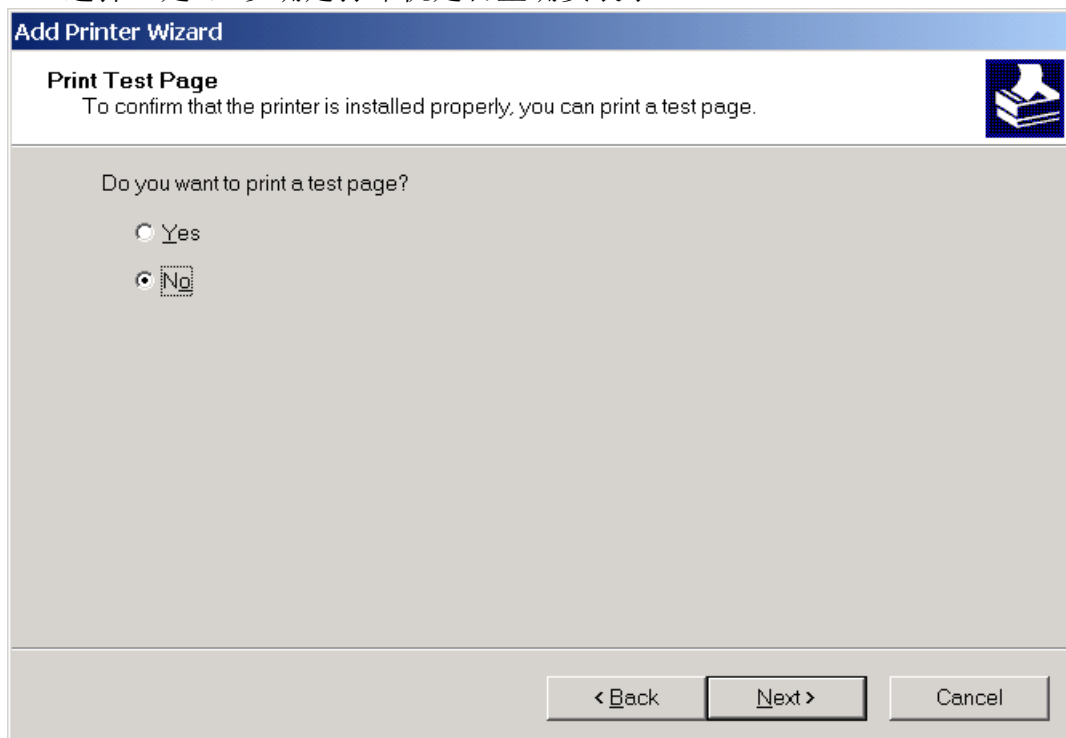 Add Printer Wizard
Print Test Page
To confirm that the printer is installed properly, you can print a test page.
Do you want to print a test page?
Yes
No
< Back
Next >
Cancel